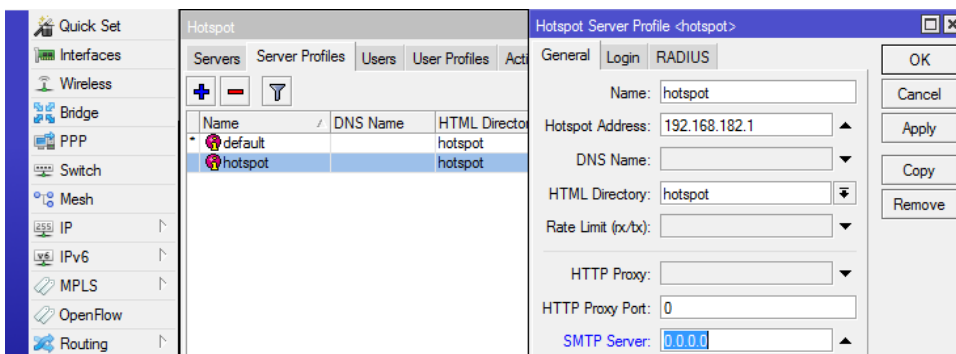 Quick Set
Interfaces
Wireless
Bridge
PPP
Switch
Mesh
IP
IPv6
MPLS
OpenFlow
Routing
Hotspot
Servers Server Profiles Users User Profiles Acti
Name / DNS Name HTML Director
* default hotspot
hotspot hotspot
Hotspot Server Profile <hotspot>
General Login RADIUS
Name: hotspot
Hotspot Address: 192.168.182.1
DNS Name:
HTML Directory: hotspot
Rate Limit (rx/tx):
HTTP Proxy:
HTTP Proxy Port: 0
SMTP Server: 0.0.0.0
OK
Cancel
Apply
Copy
Remove